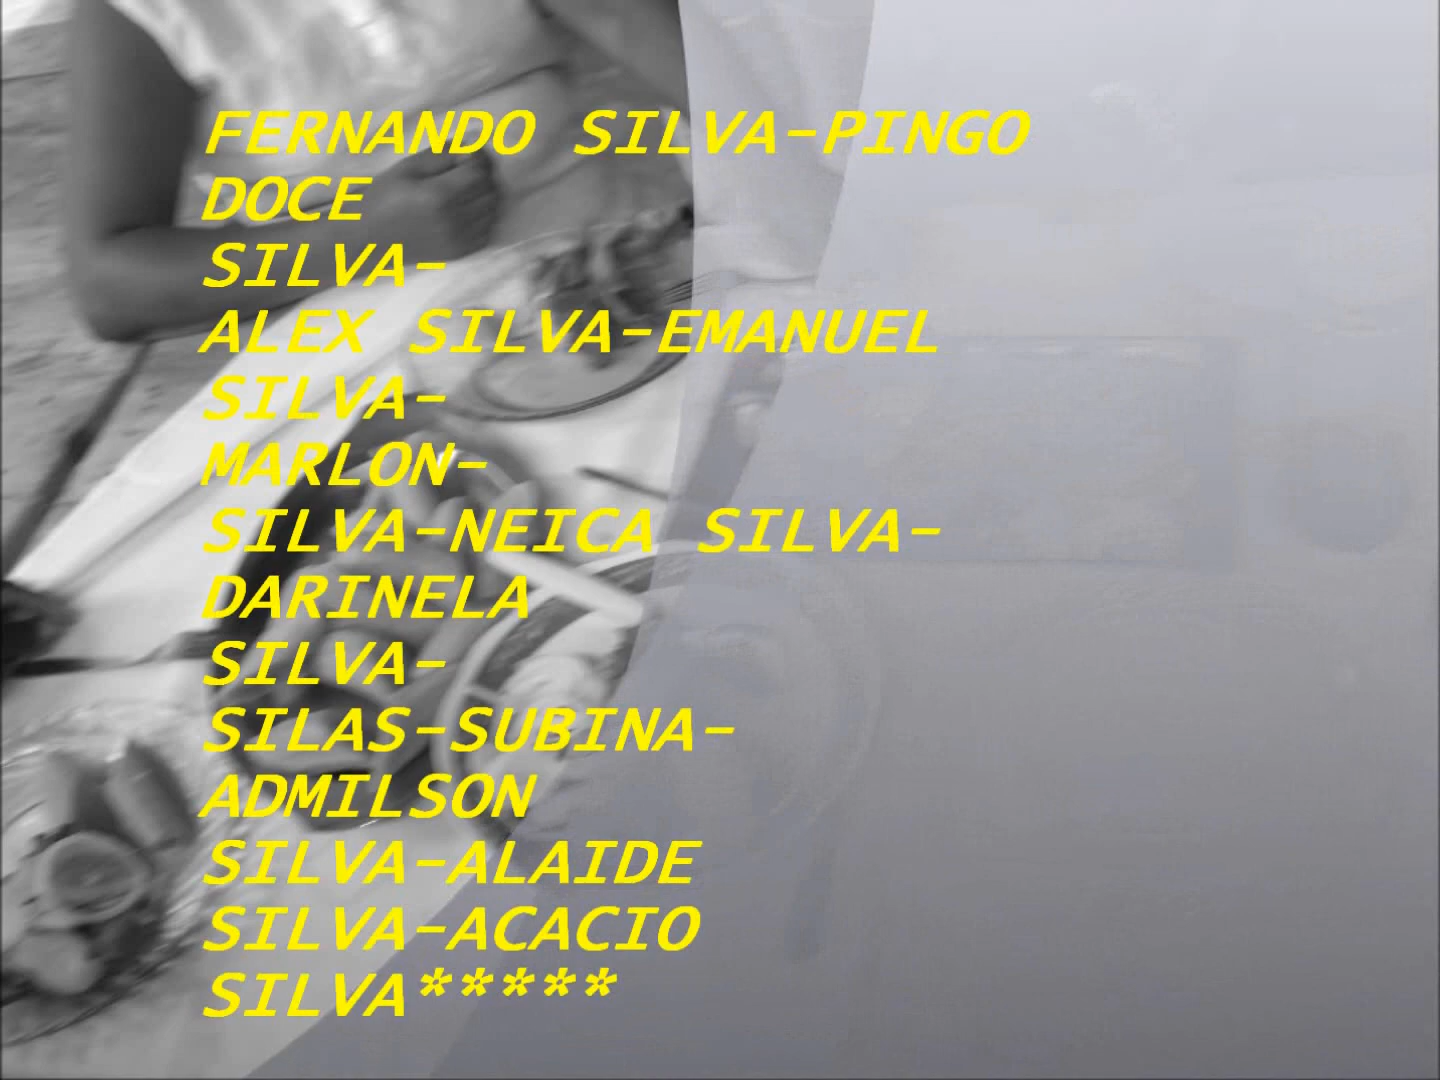 FERNANDO SILVA-PINGO
DOCE
SILVA-
ALEX SILVA-EMANUEL
SILVA-
MARLON-
SILVA-NEICA SILVA-
DARINELA
SILVA-
SILAS-SUBINA-
ADMILSON
SILVA-ALAIDE
SILVA-ACACIO
SILVA*****